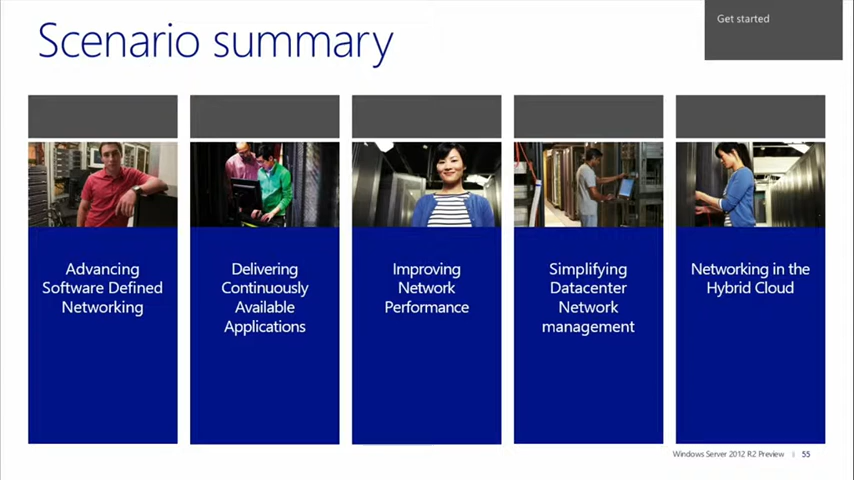 Get started
Scenario summary
Advancing
Software Defined
Networking
Delivering
Continuously
Available
Applications
Improving
Network
Performance
Simplifying
Datacenter
Network
management
Networking in the
Hybrid Cloud
Windows Server 2012 R2 Preview | 55